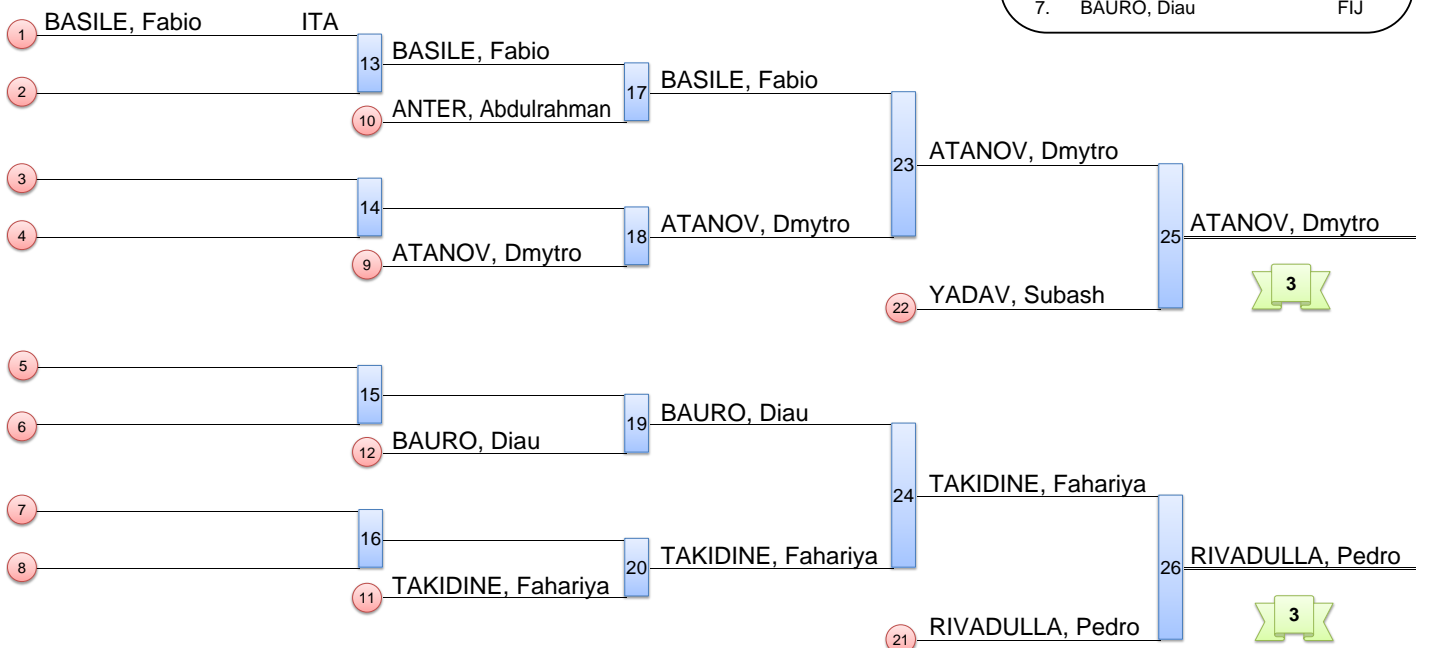 7. BAURO, Diau FIJ
1 BASILE, Fabio ITA
13 BASILE, Fabio
2
17 BASILE, Fabio
10 ANTER, Abdulrahman
23 ATANOV, Dmytro
3
14
4
18 ATANOV, Dmytro
9 ATANOV, Dmytro
25 ATANOV, Dmytro
3
22 YADAV, Subash
5
15
6
19 BAURO, Diau
12 BAURO, Diau
24 TAKIDINE, Fahariya
7
16
8
20 TAKIDINE, Fahariya
11 TAKIDINE, Fahariya
26 RIVADULLA, Pedro
3
21 RIVADULLA, Pedro